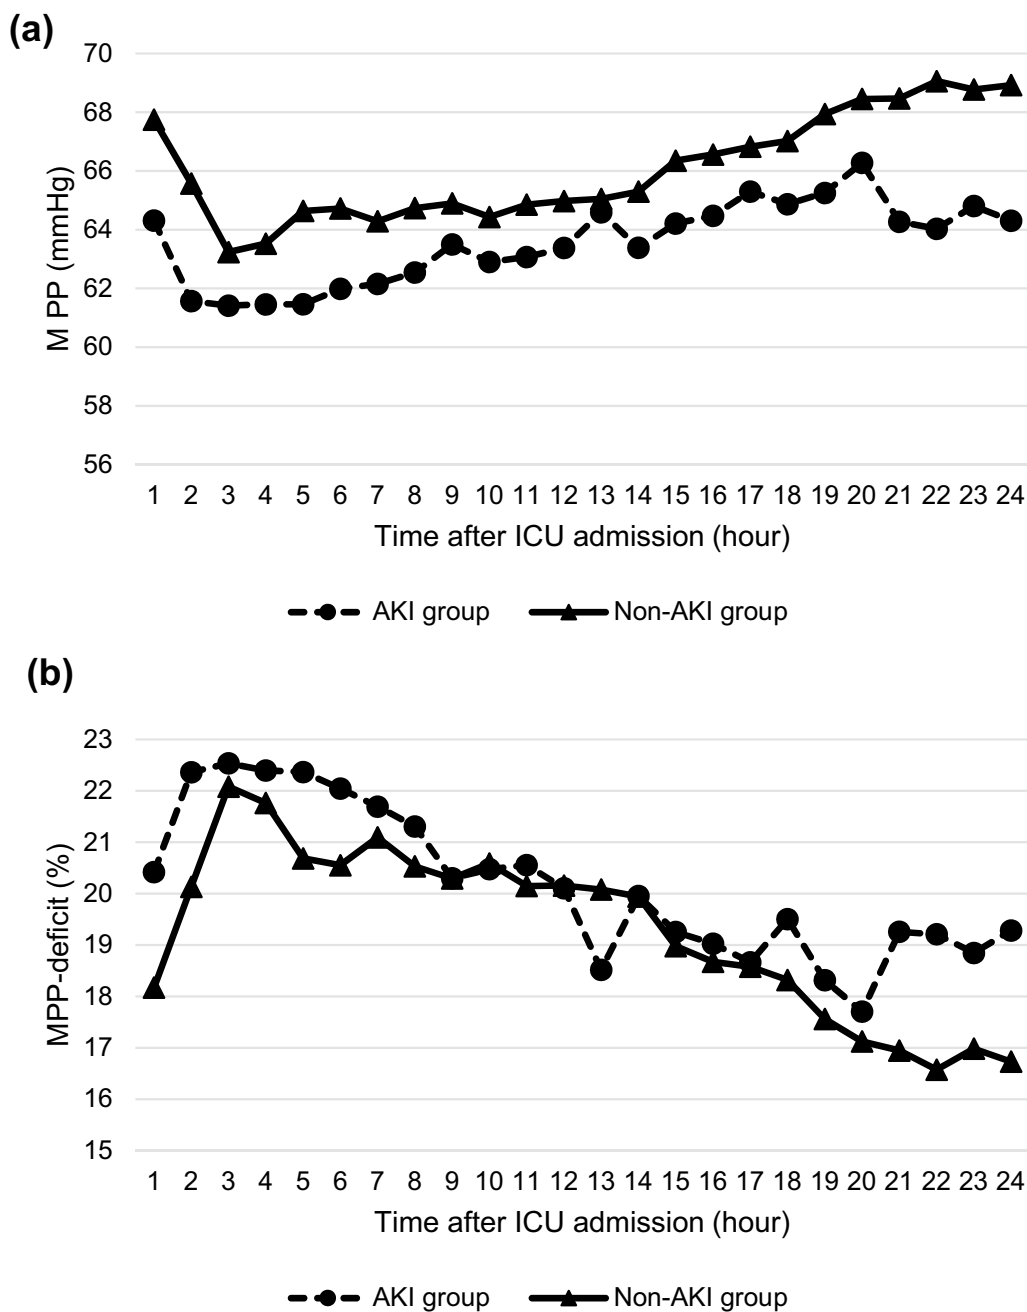 (a)
70
68
66
64
62
60
58
56
M PP (mmHg)
1 2 3 4 5 6 7 8 9 10 11 12 13 14 15 16 17 18 19 20 21 22 23 24
Time after ICU admission (hour)
AKI group Non-AKI group
(b)
23
22
21
20
19
18
17
16
15
MPP-deficit (%)
1 2 3 4 5 6 7 8 9 10 11 12 13 14 15 16 17 18 19 20 21 22 23 24
Time after ICU admission (hour)
AKI group Non-AKI group